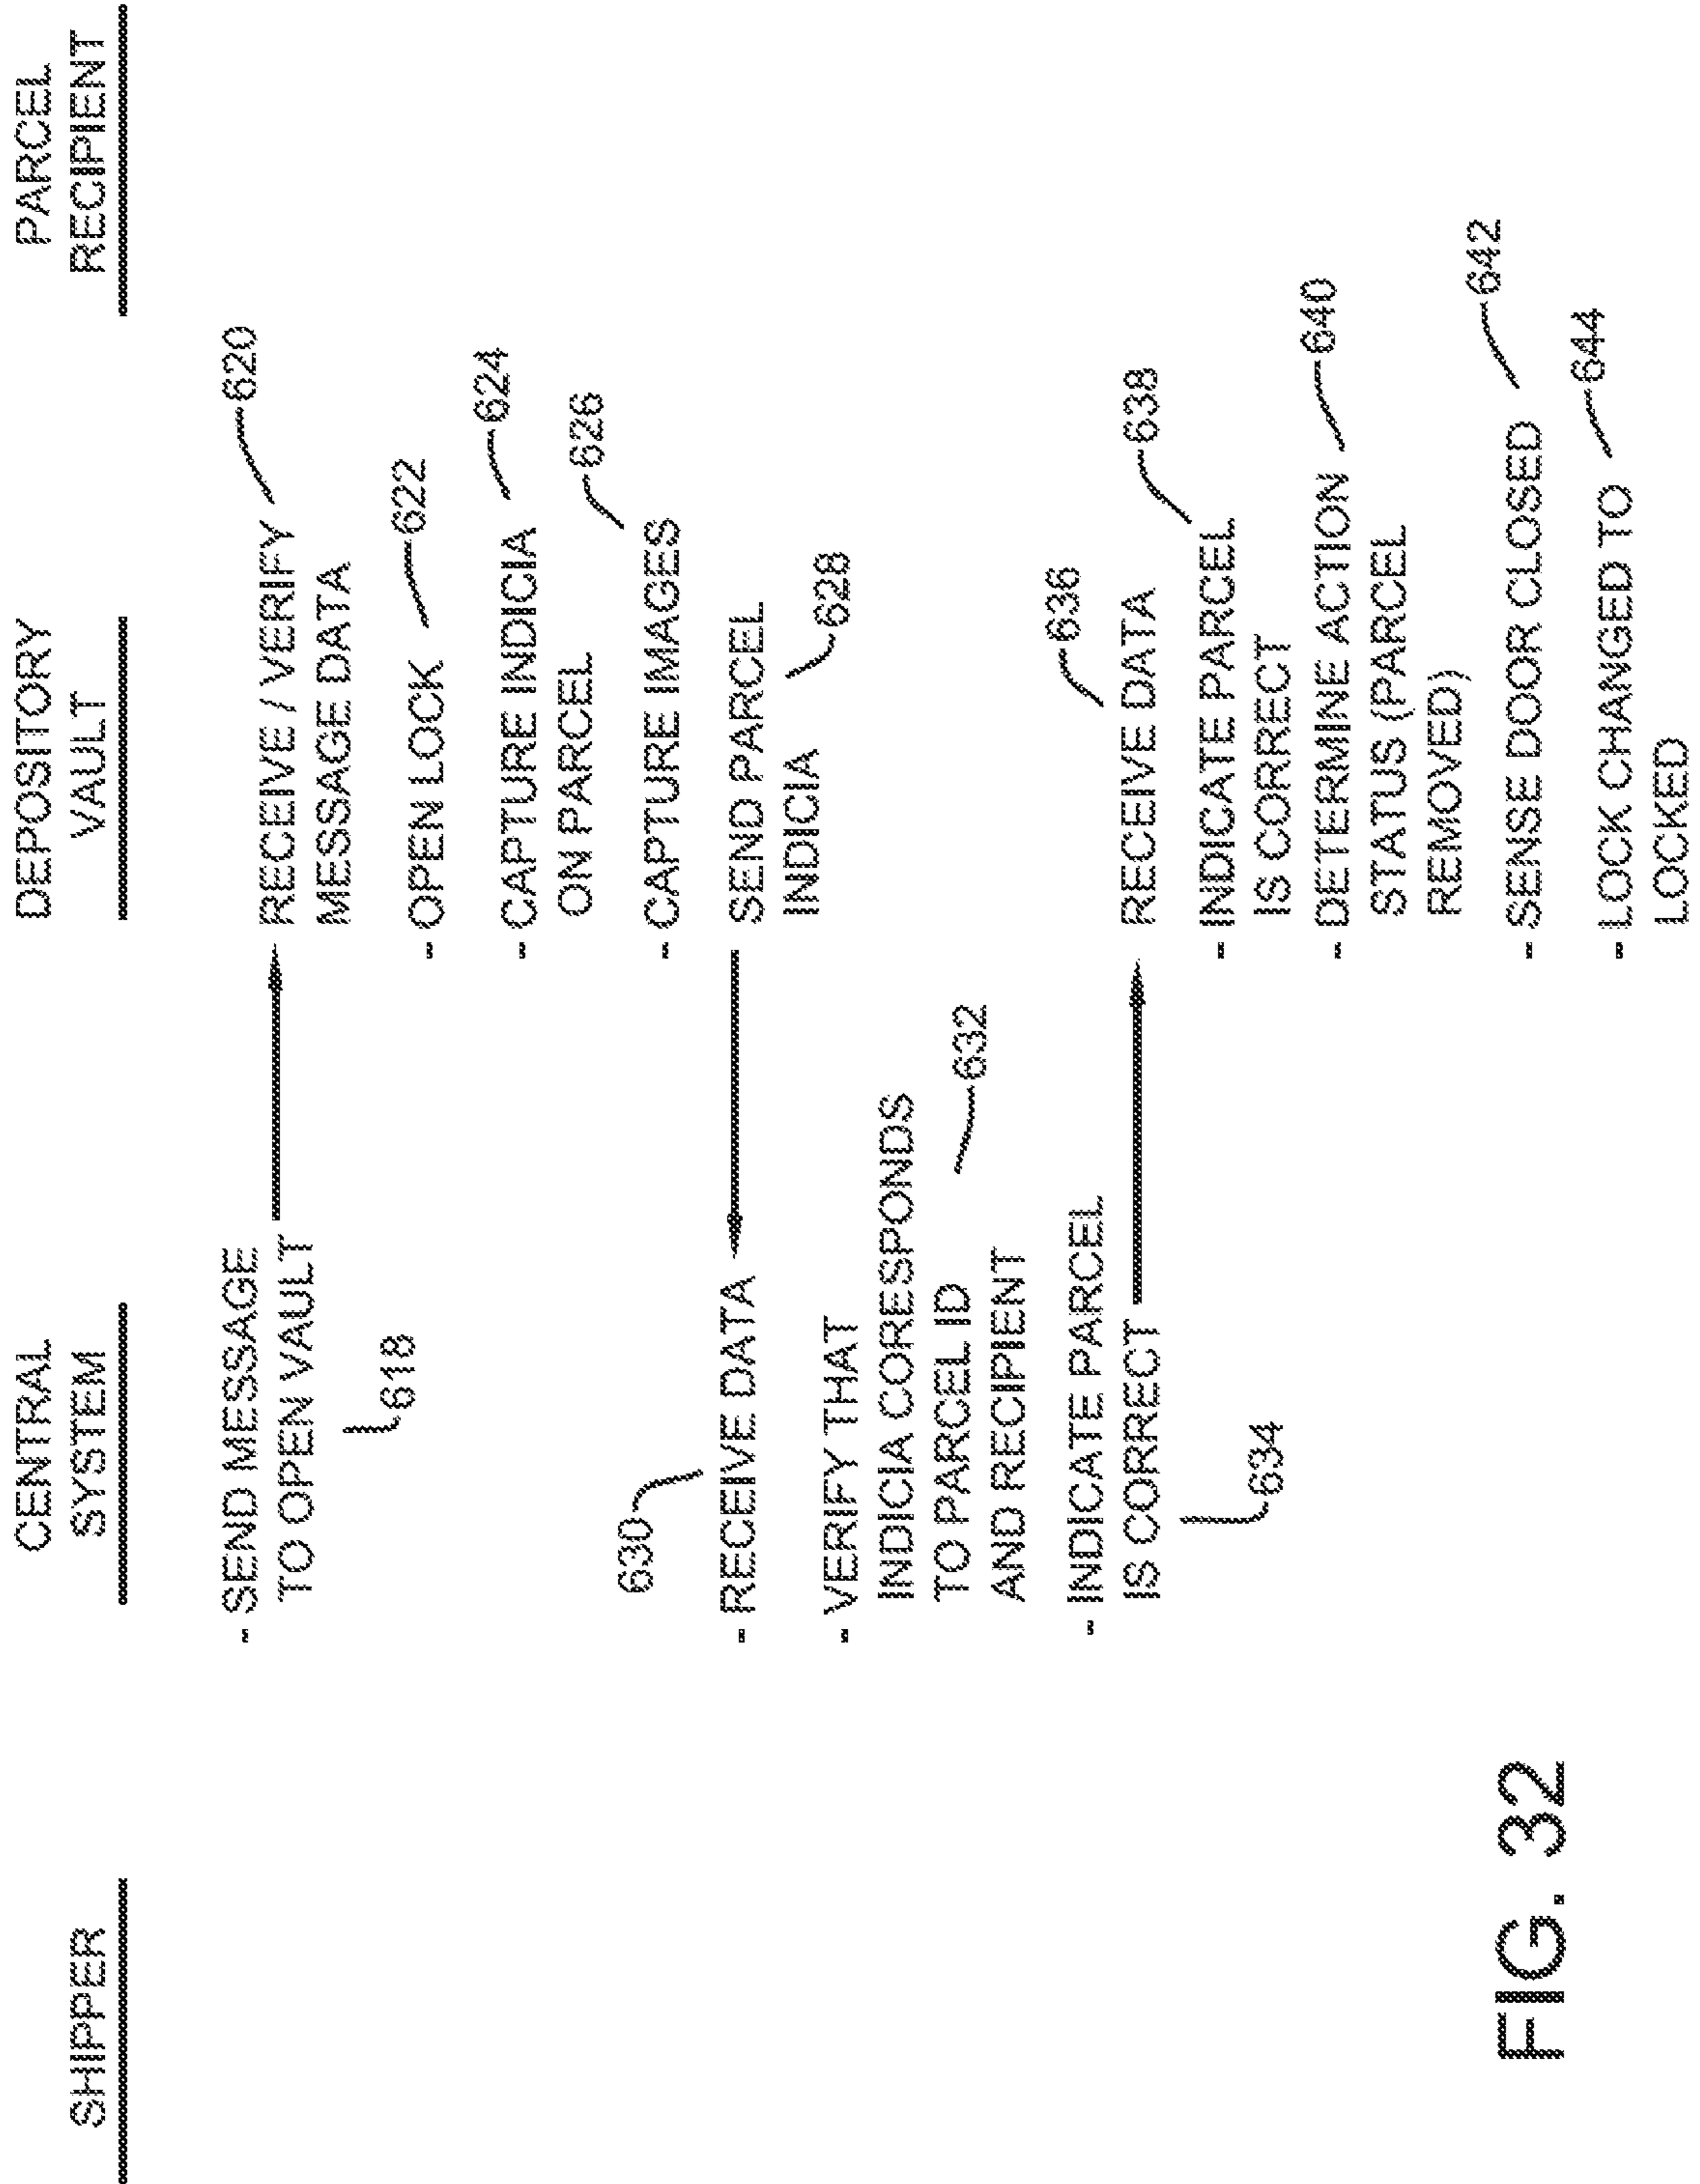 SHIPPER
CENTRAL
SYSTEM
DEPOSITORY
VAULT
PARCEL
RECIPIENT
- SEND MESSAGE
TO OPEN VAULT
618
RECEIVE / VERIFY
MESSAGE DATA
620
- OPEN LOCK
622
- CAPTURE INDICIA
ON PARCEL
624
- CAPTURE IMAGES
626
SEND PARCEL
INDICIA
628
630
- RECEIVE DATA
- VERIFY THAT
INDICIA CORESPONDS
TO PARCEL ID
AND RECIPIENT
632
- INDICATE PARCEL
IS CORRECT
634
RECEIVE DATA
636
- INDICATE PARCEL
IS CORRECT
638
- DETERMINE ACTION
STATUS (PARCEL
REMOVED)
640
- SENSE DOOR CLOSED
642
- LOCK CHANGED TO
LOCKED
644
FIG. 32